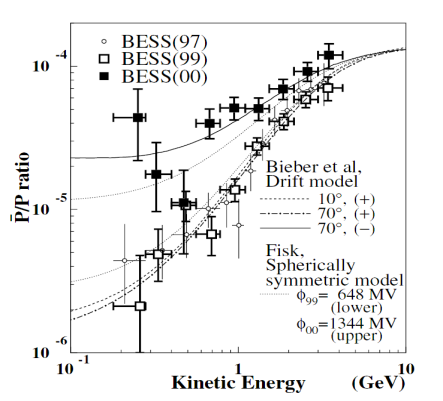 BESS(97)
BESS(99)
BESS(00)
10⁻⁴
10⁻⁵
10⁻⁶
P̄/P ratio
Bieber et al,
Drift model
10°, (+)
70°, (+)
70°, (−)
Fisk,
Spherically
symmetric model
ϕ₉₉= 648 MV
(lower)
ϕ₀₀=1344 MV
(upper)
10⁻¹
1
10
Kinetic Energy (GeV)